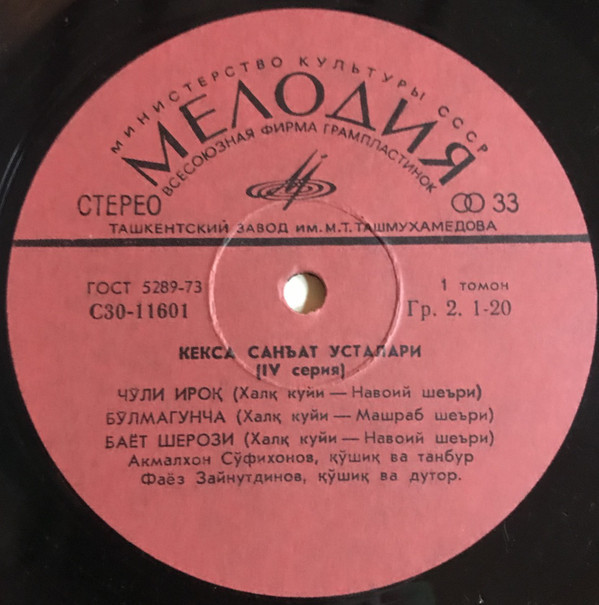 МИНИСТЕРСТВО КУЛЬТУРЫ СССР
МЕЛОДИЯ
ВСЕСОЮЗНАЯ ФИРМА ГРАМПЛАСТИНОК
СТЕРЕО 33
ТАШКЕНТСКИЙ ЗАВОД ИМ. М.Т. ТАШМУХАМЕДОВА
ГОСТ 5289-73 1 томон
С30-11601 Гр. 2. 1-20
КЕКСА САНЪАТ УСТАЛАРИ
(IV серия)
ЧЎЛИ ИРОҚ (Халқ куйи — Навоий шеъри)
БЎЛМАГУНЧА (Халқ куйи — Машраб шеъри)
БАЁТ ШЕРОЗИ (Халқ куйи — Навоий шеъри)
Акмалхон Сўфихонов, қўшиқ ва танбур
Фаёз Зайнутдинов, қўшиқ ва дутор.